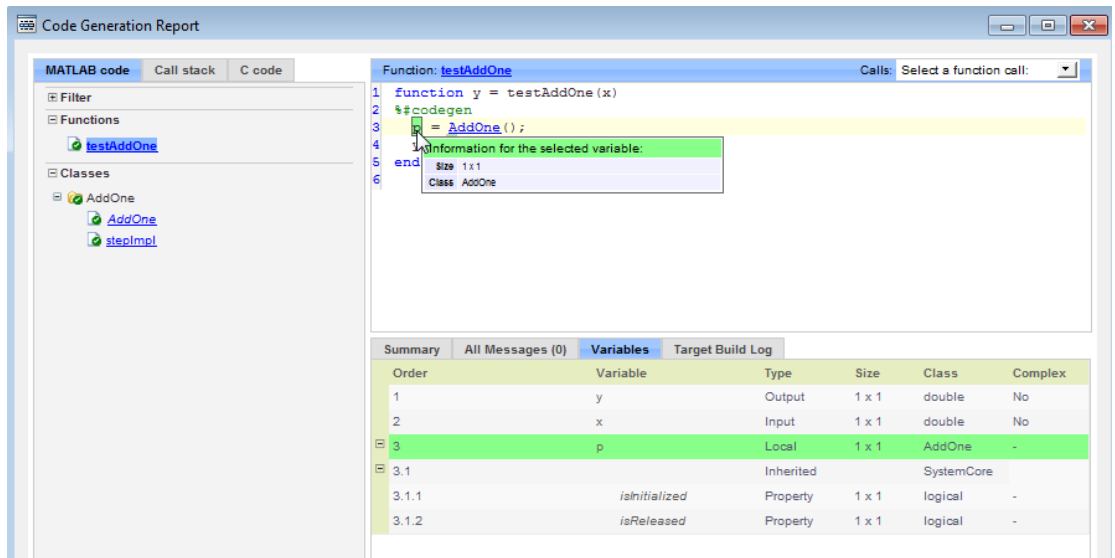 Code Generation Report
MATLAB code Call stack C code
Filter
Functions
testAddOne
Classes
AddOne
AddOne
stepImpl
Function: testAddOne Calls: Select a function call:
1 function y = testAddOne(x)
2 %#codegen
3 p = AddOne();
4
5 end
6
Information for the selected variable:
Size 1x1
Class AddOne
Summary All Messages (0) Variables Target Build Log
Order Variable Type Size Class Complex
1 y Output 1 x 1 double No
2 x Input 1 x 1 double No
3 p Local 1 x 1 AddOne -
3.1 Inherited SystemCore
3.1.1 isInitialized Property 1 x 1 logical -
3.1.2 isReleased Property 1 x 1 logical -